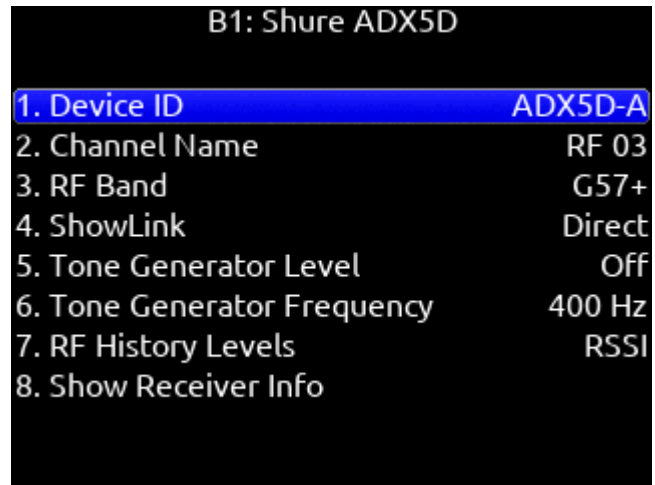 B1: Shure ADX5D
1. Device ID ADX5D-A
2. Channel Name RF 03
3. RF Band G57+
4. ShowLink Direct
5. Tone Generator Level Off
6. Tone Generator Frequency 400 Hz
7. RF History Levels RSSI
8. Show Receiver Info